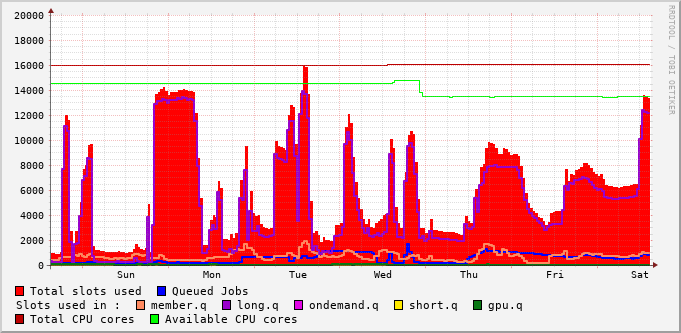 20000
18000
16000
14000
12000
10000
8000
6000
4000
2000
0
Sun Mon Tue Wed Thu Fri Sat
RRDTOOL / TOBI OETIKER
Total slots used Queued Jobs
Slots used in : member.q long.q ondemand.q short.q gpu.q
Total CPU cores Available CPU cores